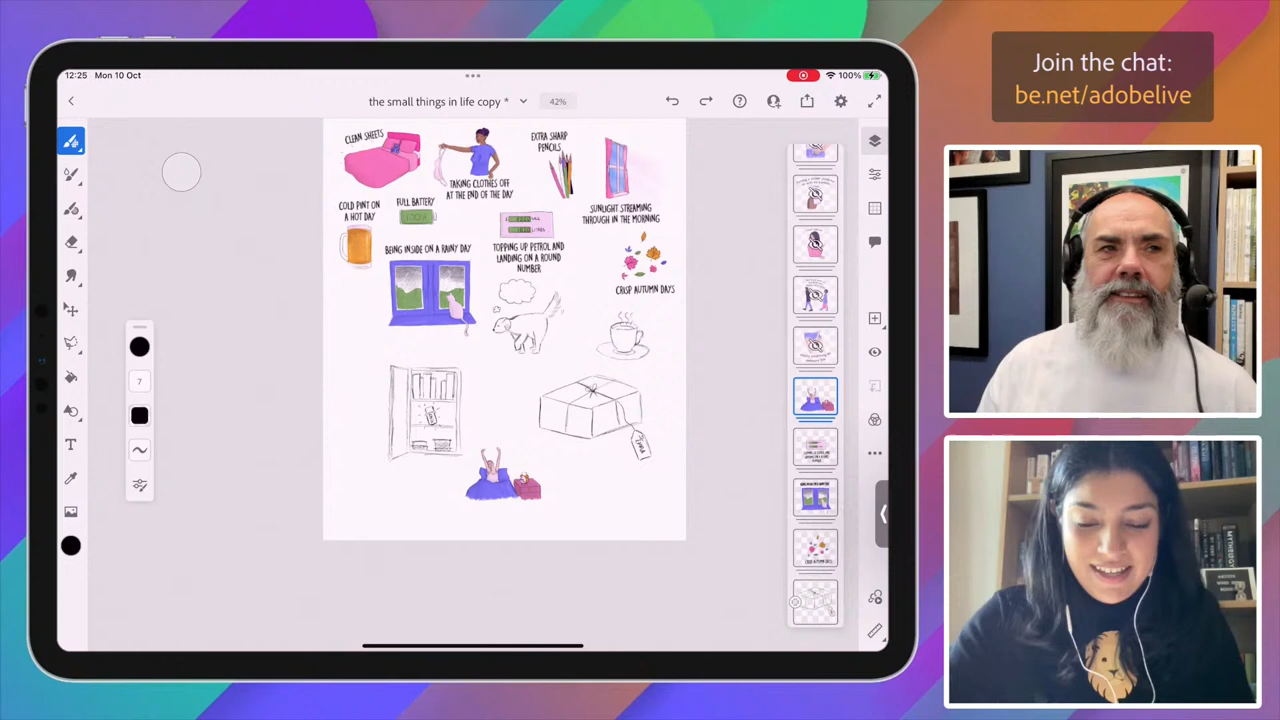 12:25 Mon 10 Oct
100%
the small things in life copy *
42%
Join the chat:
be.net/adobelive
CLEAN SHEETS
EXTRA SHARP
PENCILS
TAKING CLOTHES OFF
AT THE END OF THE DAY
COLD PINT ON
A HOT DAY
FULL BATTERY
100%
SUNLIGHT STREAMING
THROUGH IN THE MORNING
BEING INSIDE ON A RAINY DAY
TOPPING UP PETROL AND
LANDING ON A ROUND
NUMBER
CRISP AUTUMN DAYS
7
T
MYTHOLOGY